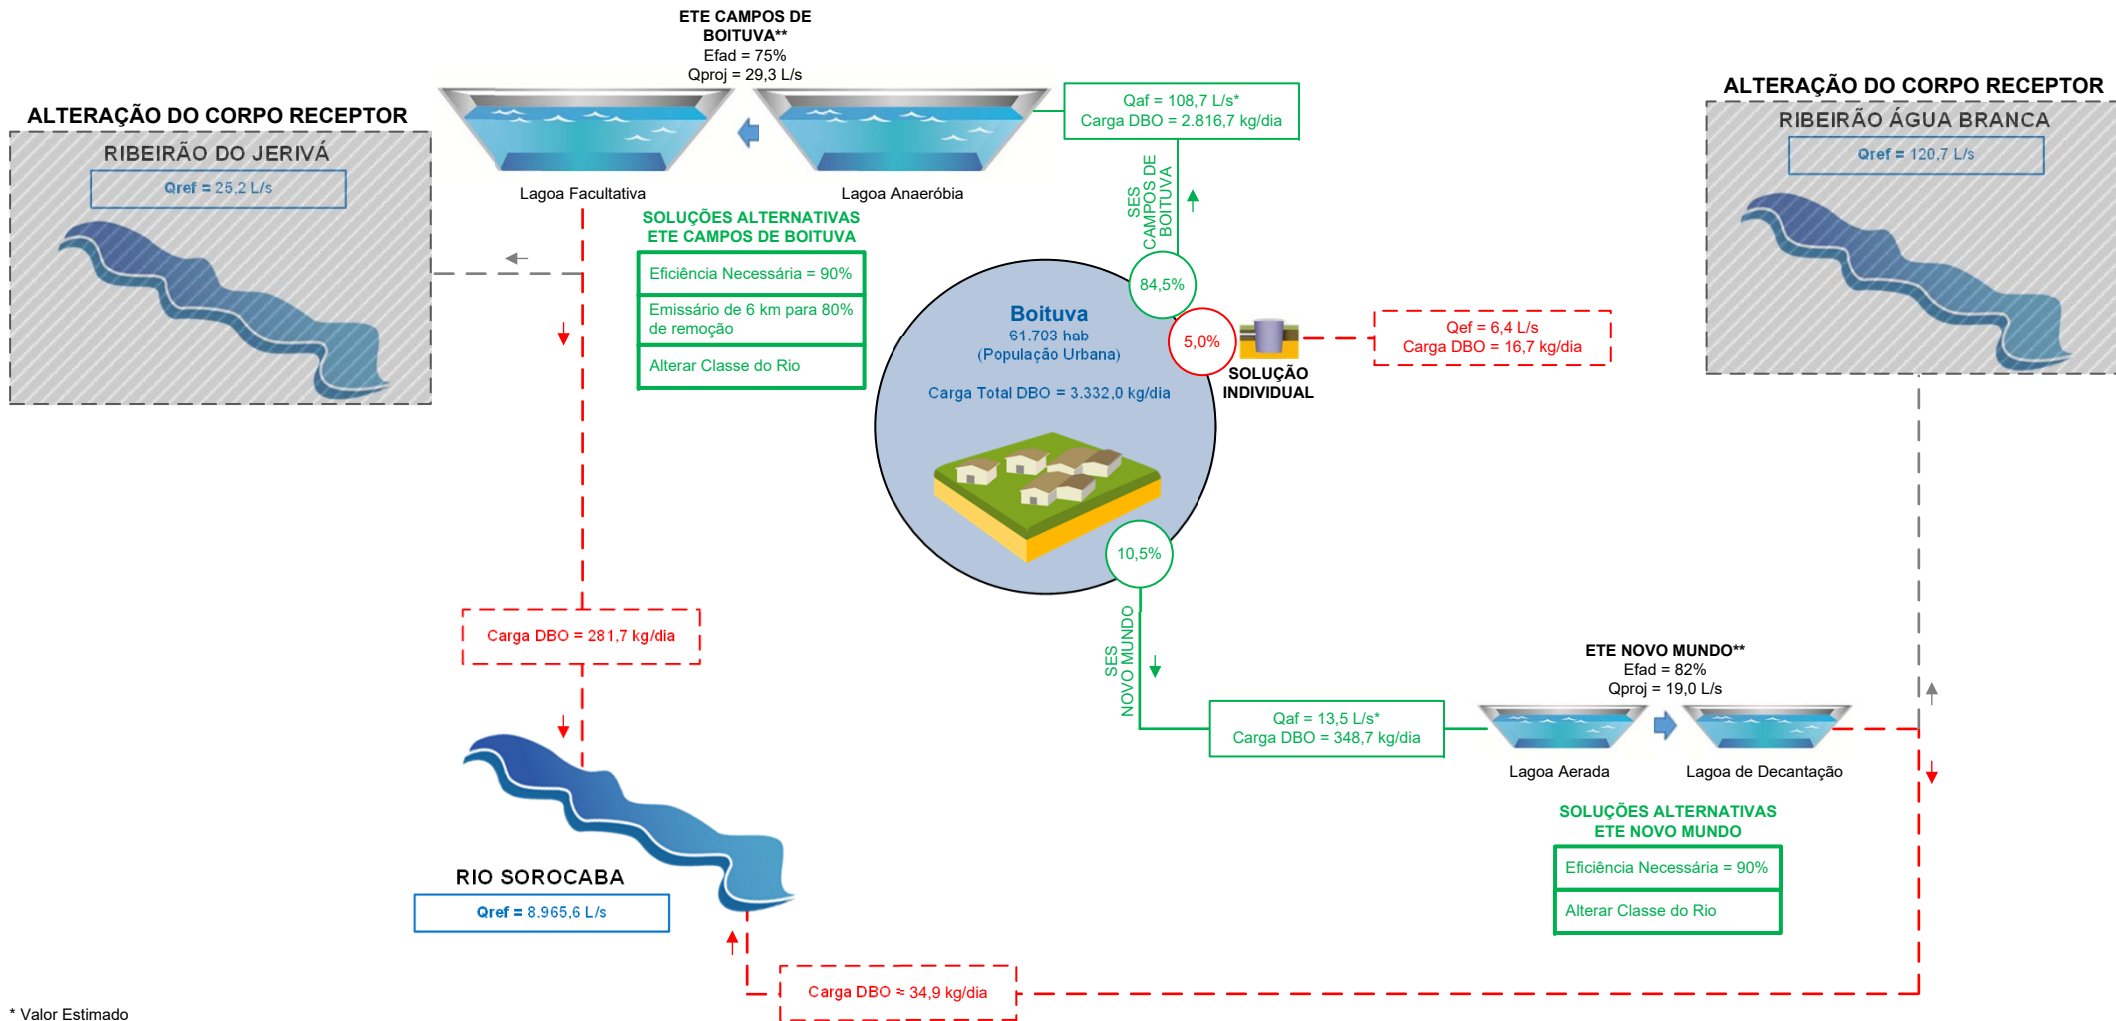 ETE CAMPOS DE
BOITUVA**
Efad = 75%
Qproj = 29,3 L/s
ALTERAÇÃO DO CORPO RECEPTOR
RIBEIRÃO DO JERIVÁ
Qref = 25,2 L/s
Lagoa Facultativa
Lagoa Anaeróbia
Qaf = 108,7 L/s*
Carga DBO = 2.816,7 kg/dia
SES
CAMPOS DE
BOITUVA
ALTERAÇÃO DO CORPO RECEPTOR
RIBEIRÃO ÁGUA BRANCA
Qref = 120,7 L/s
SOLUÇÕES ALTERNATIVAS
ETE CAMPOS DE BOITUVA
Eficiência Necessária = 90%
Emissário de 6 km para 80%
de remoção
Alterar Classe do Rio
84,5%
Boituva
61.703 hab
(População Urbana)
Carga Total DBO = 3.332,0 kg/dia
5,0%
SOLUÇÃO
INDIVIDUAL
Qef = 6,4 L/s
Carga DBO = 16,7 kg/dia
10,5%
SES
NOVO MUNDO
Carga DBO = 281,7 kg/dia
ETE NOVO MUNDO**
Efad = 82%
Qproj = 19,0 L/s
Qaf = 13,5 L/s*
Carga DBO = 348,7 kg/dia
Lagoa Aerada
Lagoa de Decantação
SOLUÇÕES ALTERNATIVAS
ETE NOVO MUNDO
Eficiência Necessária = 90%
Alterar Classe do Rio
RIO SOROCABA
Qref = 8.965,6 L/s
Carga DBO = 34,9 kg/dia
* Valor Estimado